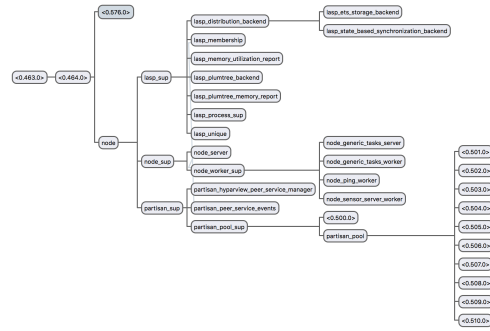 <0.576.0>
<0.463.0>
<0.464.0>
node
lasp_sup
lasp_distribution_backend
lasp_ets_storage_backend
lasp_state_based_synchronization_backend
lasp_membership
lasp_memory_utilization_report
lasp_plumtree_backend
lasp_plumtree_memory_report
lasp_process_sup
lasp_unique
node_sup
node_server
node_worker_sup
node_generic_tasks_server
node_generic_tasks_worker
node_ping_worker
node_sensor_server_worker
partisan_sup
partisan_hyparview_peer_service_manager
partisan_peer_service_events
partisan_pool_sup
<0.500.0>
partisan_pool
<0.501.0>
<0.502.0>
<0.503.0>
<0.504.0>
<0.505.0>
<0.506.0>
<0.507.0>
<0.508.0>
<0.509.0>
<0.510.0>